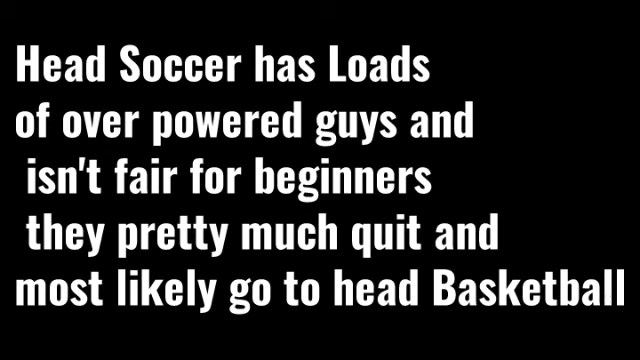 Head Soccer has Loads
of over powered guys and
isn't fair for beginners
they pretty much quit and
most likely go to head Basketball